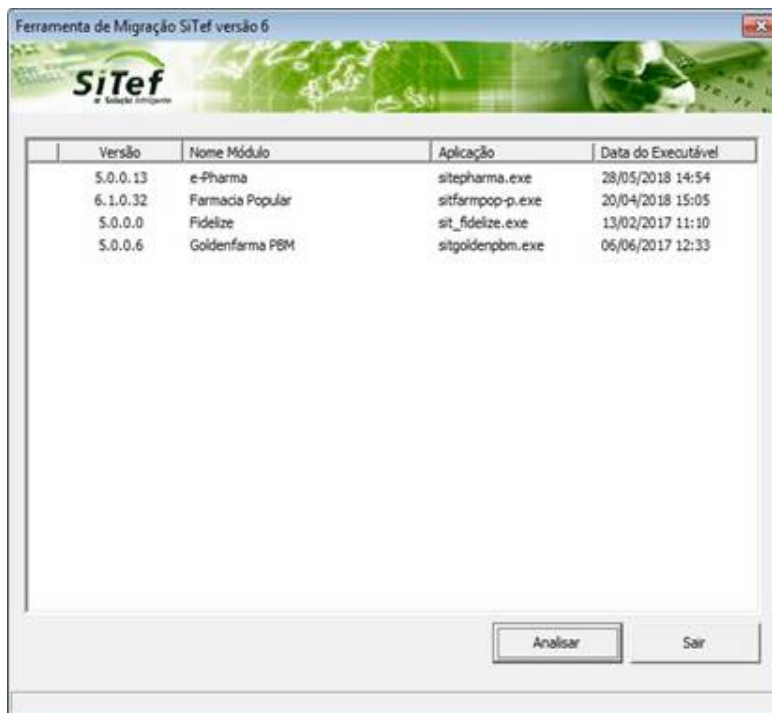 Ferramenta de Migração SiTef versão 6
SiTef
a Solução Inteligente
Versão Nome Módulo Aplicação Data do Executável
5.0.0.13 e-Pharma sitepharma.exe 28/05/2018 14:54
6.1.0.32 Farmacia Popular sitfarmpop-p.exe 20/04/2018 15:05
5.0.0.0 Fidelize sit_fidelize.exe 13/02/2017 11:10
5.0.0.6 Goldenfarma PBM sitgoldenpbm.exe 06/06/2017 12:33
Analisar Sair